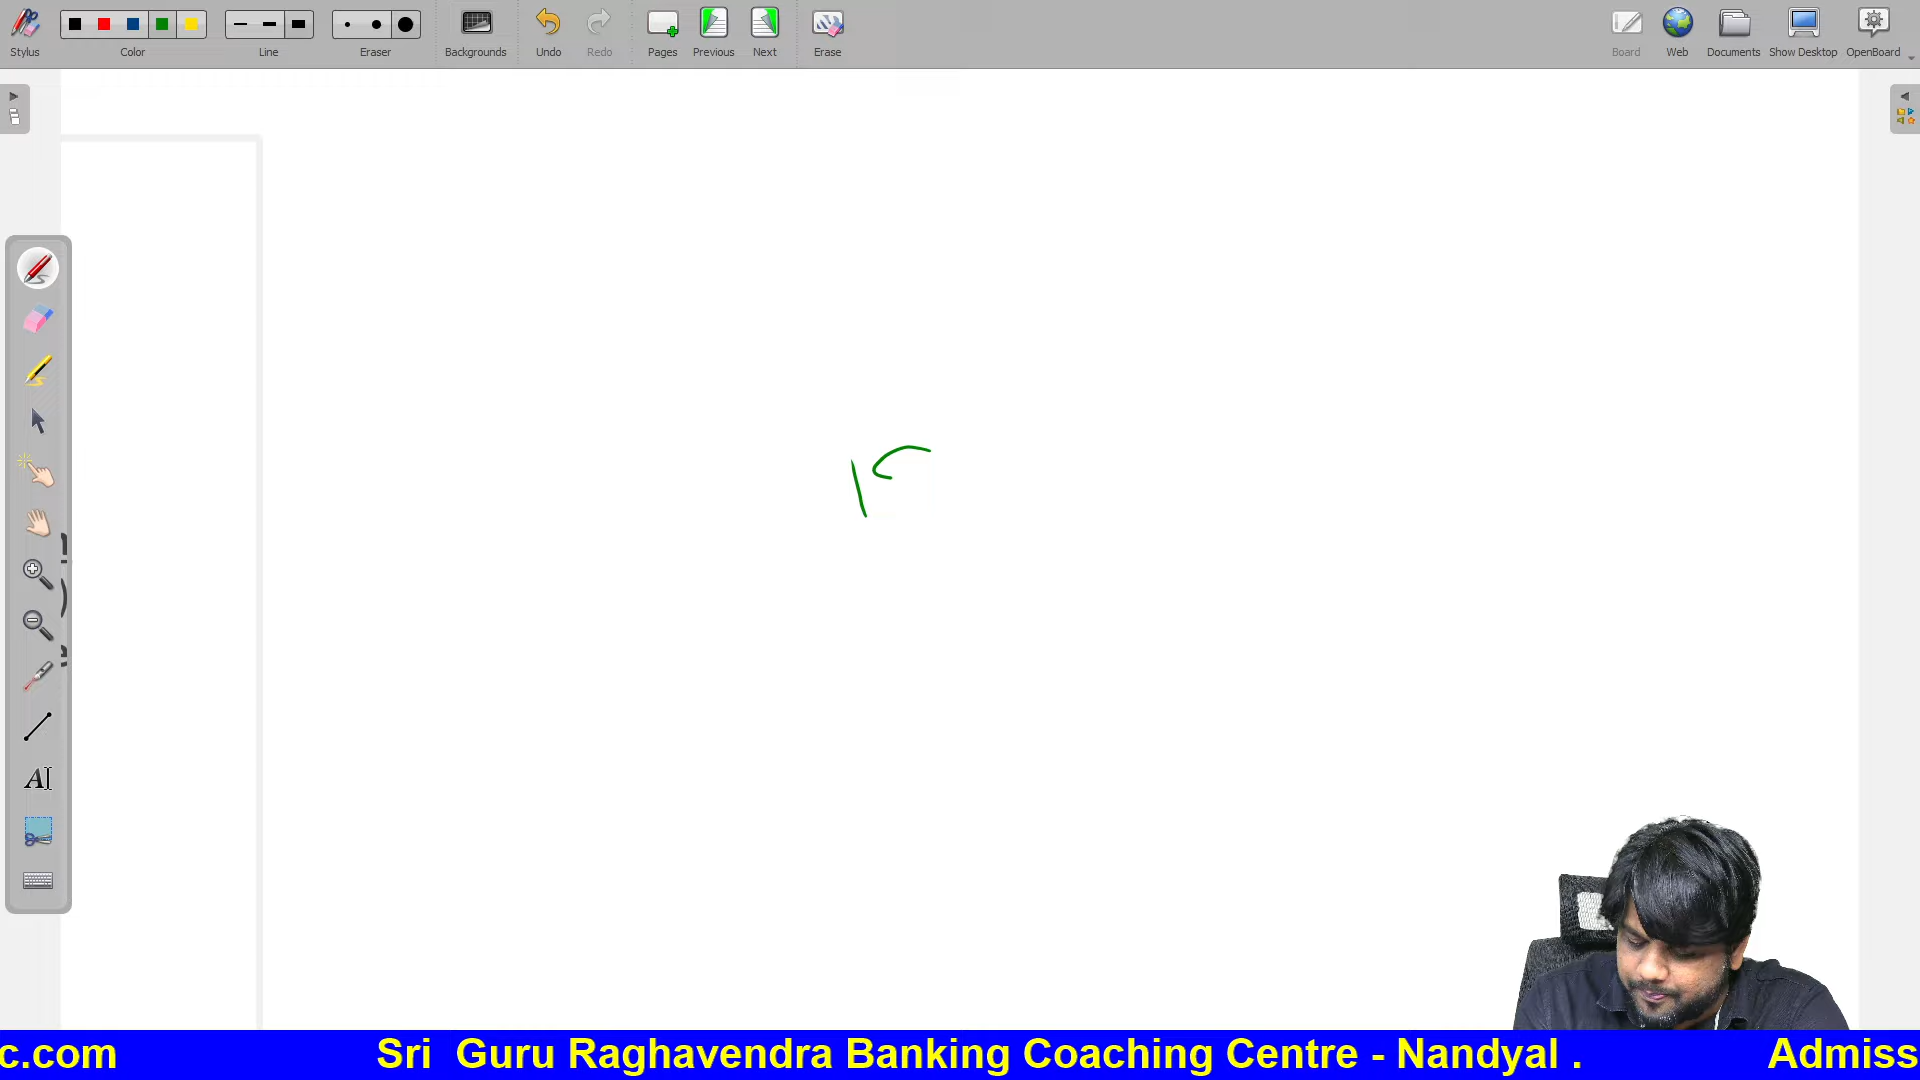 Stylus Color Line Eraser Backgrounds Undo Redo Pages Previous Next Erase Board Web Documents Show Desktop OpenBoard
c.com Sri Guru Raghavendra Banking Coaching Centre - Nandyal . Admiss